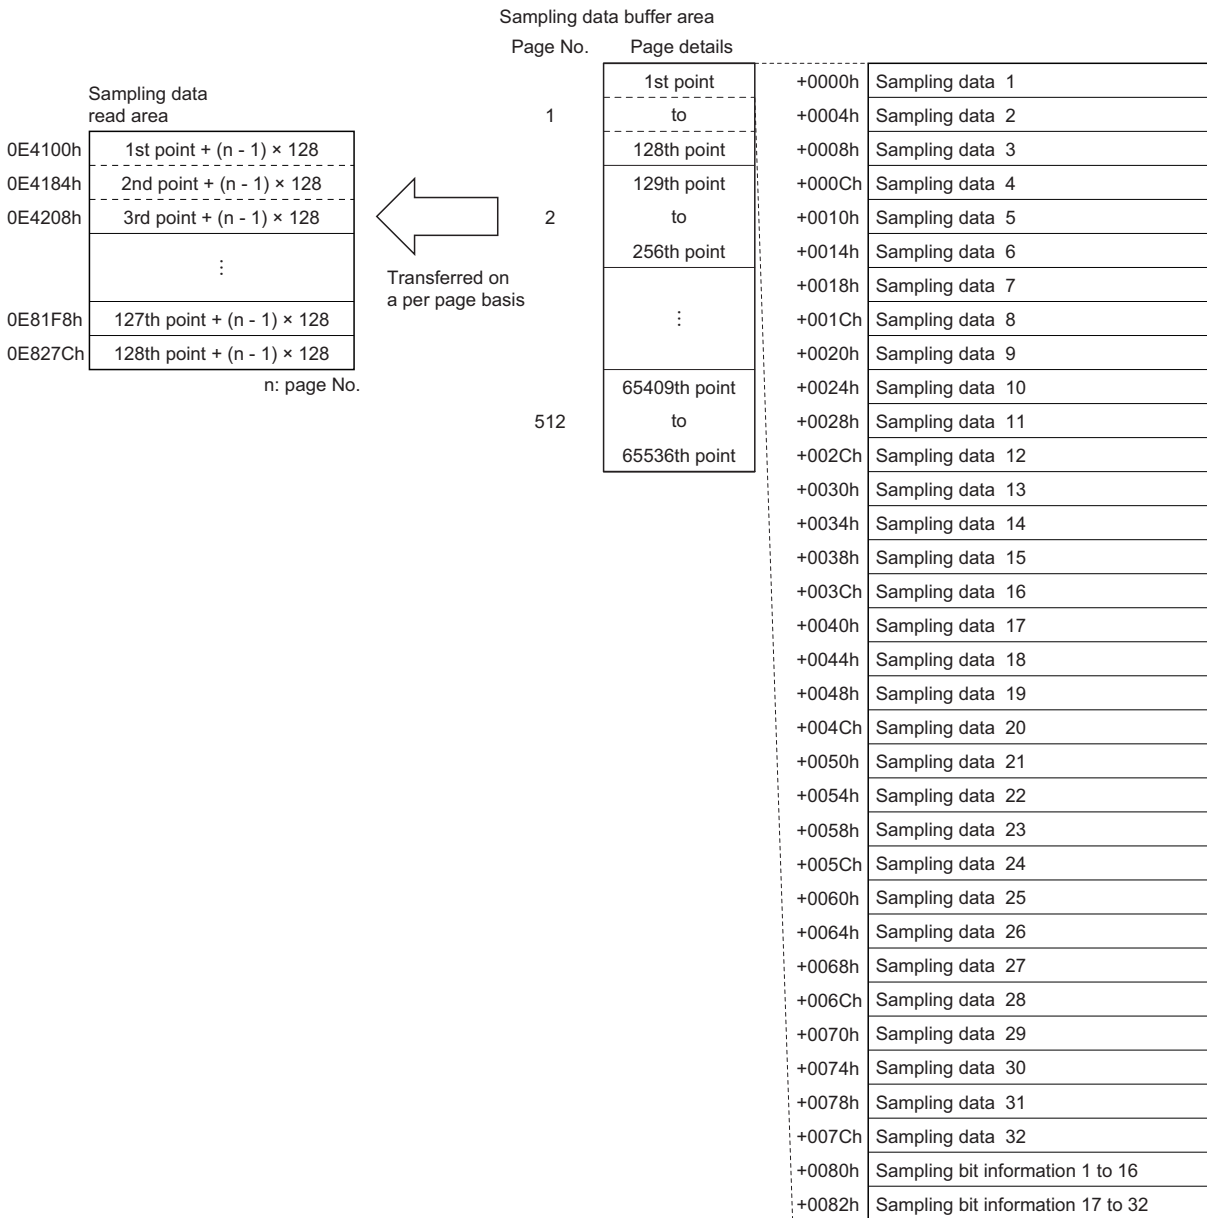 Sampling data buffer area
Page No. Page details
Sampling data
read area
0E4100h 1st point + (n - 1) × 128
0E4184h 2nd point + (n - 1) × 128
0E4208h 3rd point + (n - 1) × 128
⋮
0E81F8h 127th point + (n - 1) × 128
0E827Ch 128th point + (n - 1) × 128
n: page No.
Transferred on
a per page basis
1st point
1 to
128th point
129th point
2 to
256th point
⋮
65409th point
512 to
65536th point
+0000h Sampling data 1
+0004h Sampling data 2
+0008h Sampling data 3
+000Ch Sampling data 4
+0010h Sampling data 5
+0014h Sampling data 6
+0018h Sampling data 7
+001Ch Sampling data 8
+0020h Sampling data 9
+0024h Sampling data 10
+0028h Sampling data 11
+002Ch Sampling data 12
+0030h Sampling data 13
+0034h Sampling data 14
+0038h Sampling data 15
+003Ch Sampling data 16
+0040h Sampling data 17
+0044h Sampling data 18
+0048h Sampling data 19
+004Ch Sampling data 20
+0050h Sampling data 21
+0054h Sampling data 22
+0058h Sampling data 23
+005Ch Sampling data 24
+0060h Sampling data 25
+0064h Sampling data 26
+0068h Sampling data 27
+006Ch Sampling data 28
+0070h Sampling data 29
+0074h Sampling data 30
+0078h Sampling data 31
+007Ch Sampling data 32
+0080h Sampling bit information 1 to 16
+0082h Sampling bit information 17 to 32